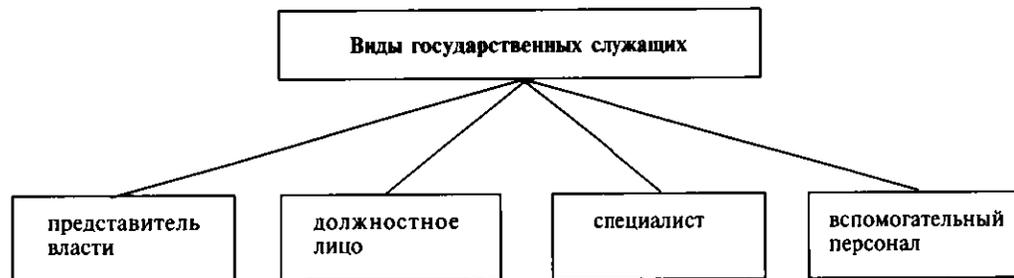 Виды государственных служащих
представитель
власти
должностное
лицо
специалист
вспомогательный
персонал